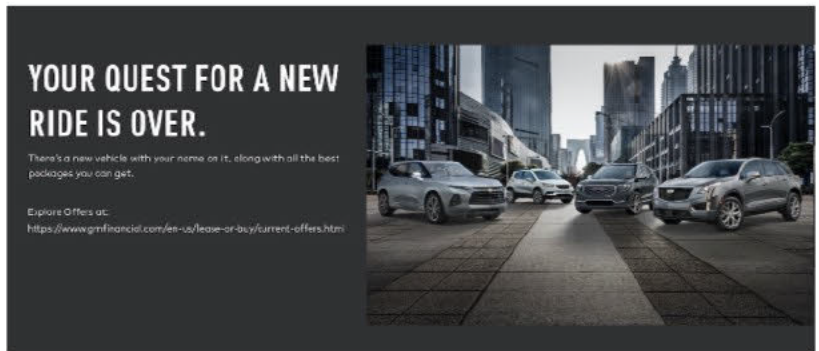 YOUR QUEST FOR A NEW
RIDE IS OVER.
There's a new vehicle with your name on it, along with all the best
packages you can get.
Explore Offers at:
https://www.gmfinancial.com/en-us/lease-or-buy/current-offers.html